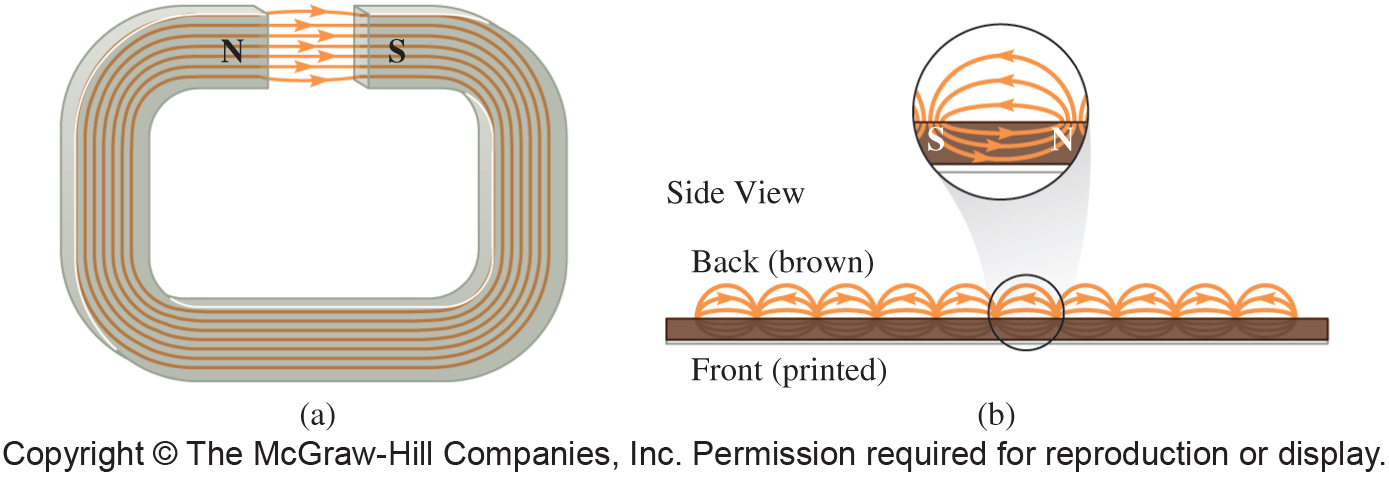 N
S
S
N
Side View
Back (brown)
Front (printed)
(a)
(b)
Copyright © The McGraw-Hill Companies, Inc. Permission required for reproduction or display.